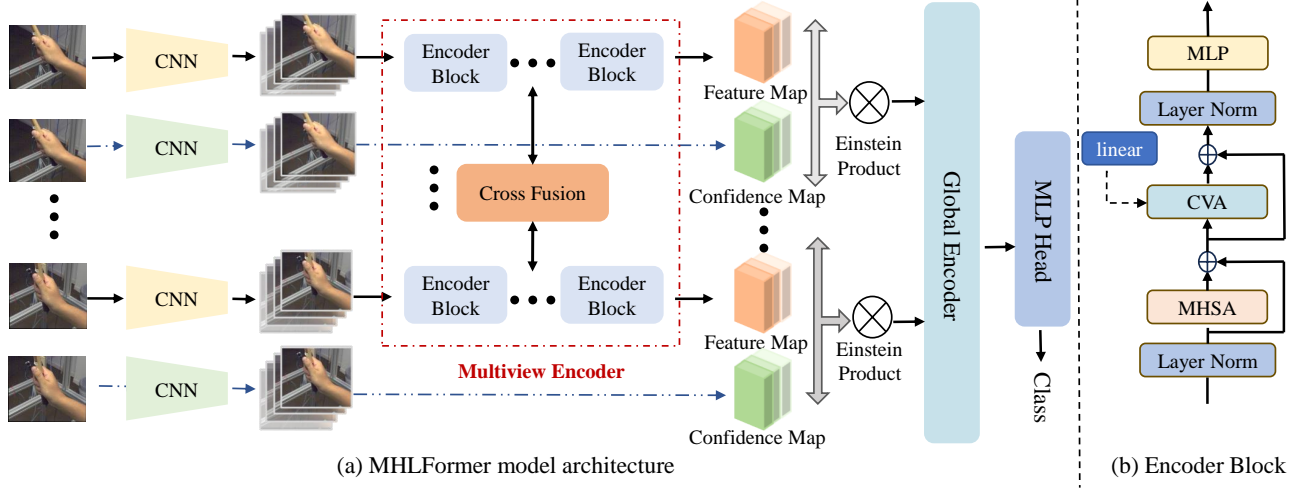 CNN
Encoder
Block
Encoder
Block
Feature Map
CNN
Confidence Map
Einstein
Product
Cross Fusion
CNN
Encoder
Block
Encoder
Block
Feature Map
Einstein
Product
Multiview Encoder
CNN
Confidence Map
Global Encoder
MLP Head
Class
(a) MHLFormer model architecture
MLP
Layer Norm
linear
CVA
MHSA
Layer Norm
(b) Encoder Block